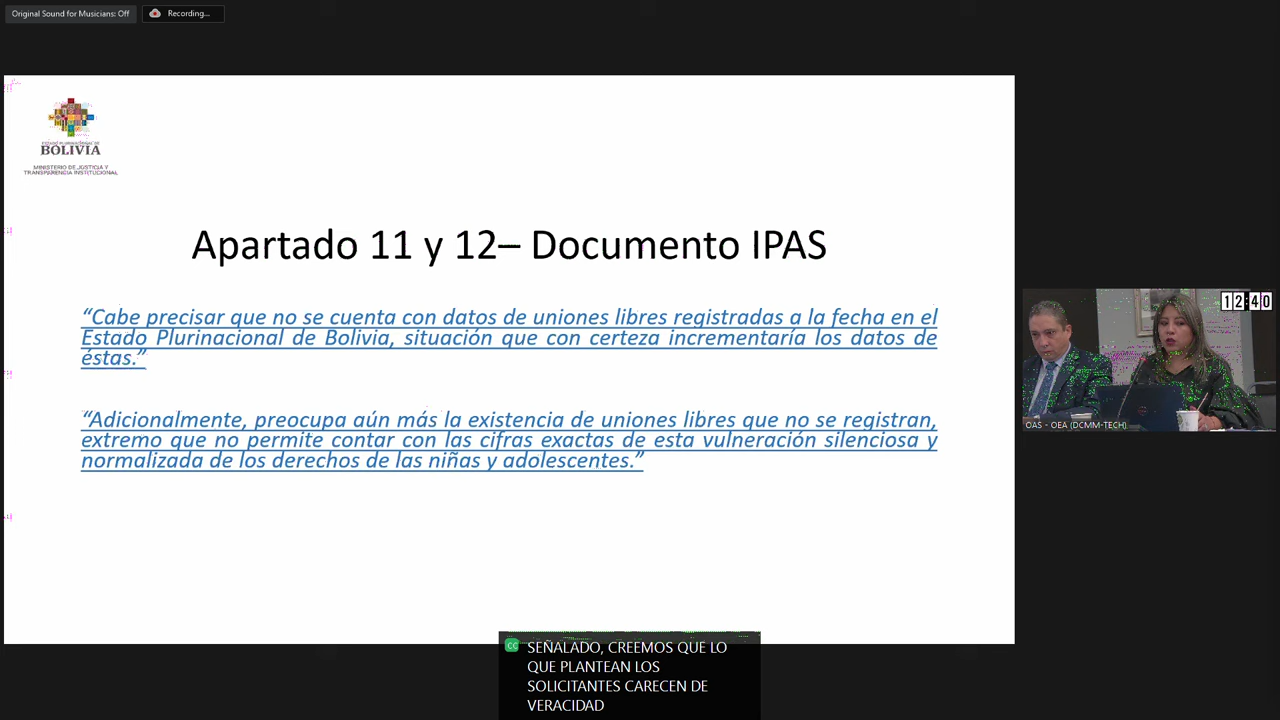 Original Sound for Musicians: Off
Recording...
ESTADO PLURINACIONAL DE
BOLIVIA
MINISTERIO DE JUSTICIA Y
TRANSPARENCIA INSTITUCIONAL
Apartado 11 y 12– Documento IPAS
“Cabe precisar que no se cuenta con datos de uniones libres registradas a la fecha en el
Estado Plurinacional de Bolivia, situación que con certeza incrementaría los datos de
éstas.”
“Adicionalmente, preocupa aún más la existencia de uniones libres que no se registran,
extremo que no permite contar con las cifras exactas de esta vulneración silenciosa y
normalizada de los derechos de las niñas y adolescentes.”
12:40
OAS - OEA (DCMM-TECH)
CC
SEÑALADO, CREEMOS QUE LO
QUE PLANTEAN LOS
SOLICITANTES CARECEN DE
VERACIDAD